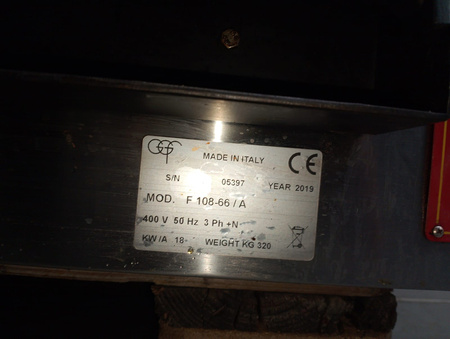 GGF
MADE IN ITALY
CE
S/N 05397 YEAR 2019
MOD. F 108-66 / A
400 V 50 Hz 3 Ph +N
KW /A 18- WEIGHT KG 320